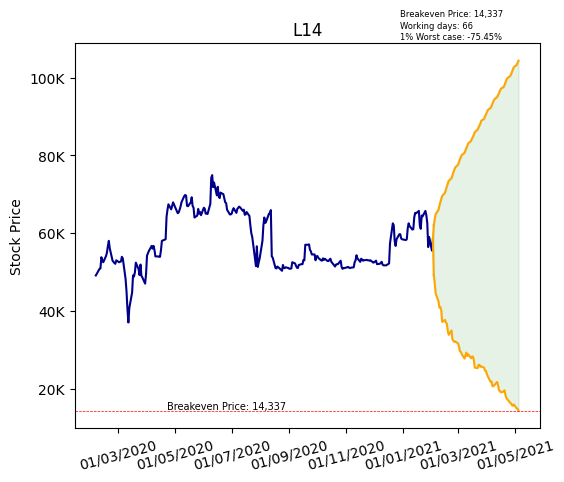 Breakeven Price: 14,337
Working days: 66
1% Worst case: -75.45%
L14
Stock Price
100K
80K
60K
40K
20K
Breakeven Price: 14,337
01/03/2020 01/05/2020 01/07/2020 01/09/2020 01/11/2020 01/01/2021 01/03/2021 01/05/2021